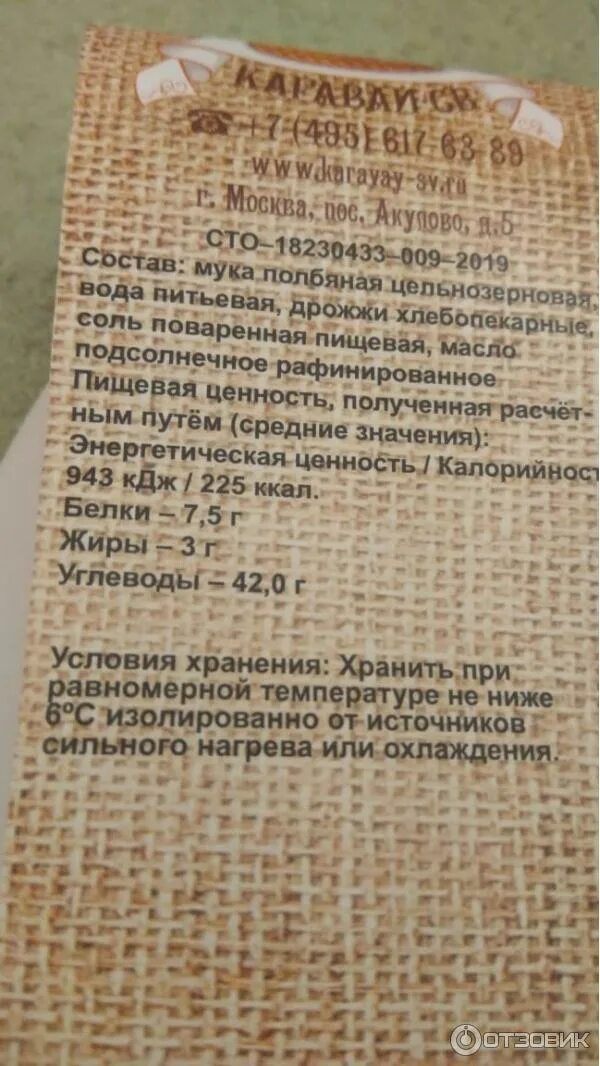 КАРАВАЙ СВ
+7 (495) 617-63-89
www.karavay-sv.ru
г. Москва, пос. Акулово, д.5
СТО–18230433–009–2019
Состав: мука полбяная цельнозерновая,
вода питьевая, дрожжи хлебопекарные,
соль поваренная пищевая, масло
подсолнечное рафинированное
Пищевая ценность, полученная расчёт-
ным путём (средние значения):
Энергетическая ценность / Калорийност
943 кДж / 225 ккал.
Белки – 7,5 г
Жиры – 3 г
Углеводы – 42,0 г
Условия хранения: Хранить при
равномерной температуре не ниже
6°С изолированно от источников
сильного нагрева или охлаждения.
ОТЗОВИК